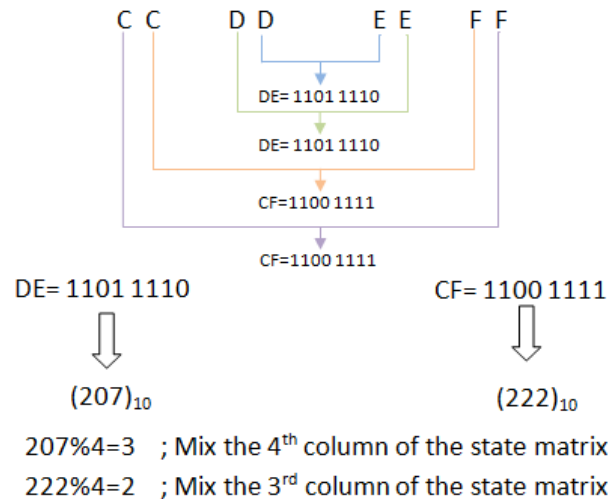 C C D D E E F F
DE= 1101 1110
DE= 1101 1110
CF=1100 1111
CF=1100 1111
DE= 1101 1110 CF= 1100 1111
(207)₁₀ (222)₁₀
207%4=3 ; Mix the 4ᵗʰ column of the state matrix
222%4=2 ; Mix the 3ʳᵈ column of the state matrix